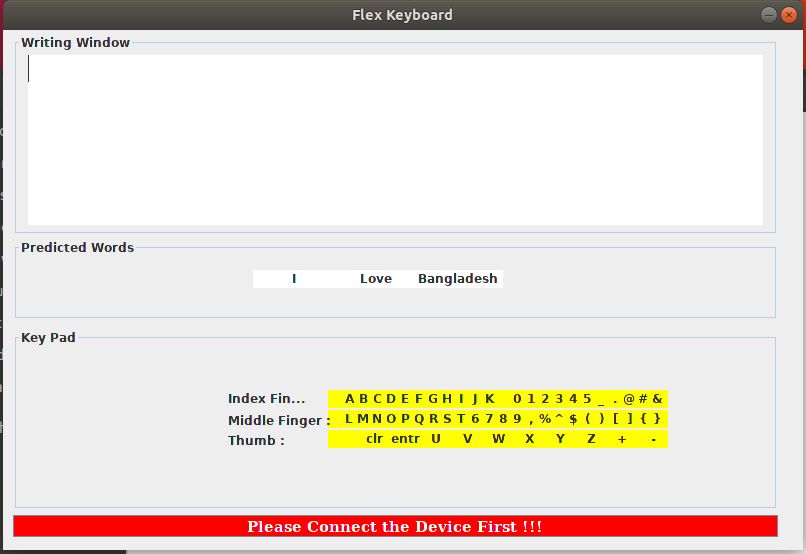 Flex Keyboard
Writing Window
Predicted Words
I Love Bangladesh
Key Pad
Index Fin... A B C D E F G H I J K 0 1 2 3 4 5 _ . @ # &
Middle Finger : L M N O P Q R S T 6 7 8 9 , % ^ $ ( ) [ ] { }
Thumb : clr entr U V W X Y Z + -
Please Connect the Device First !!!